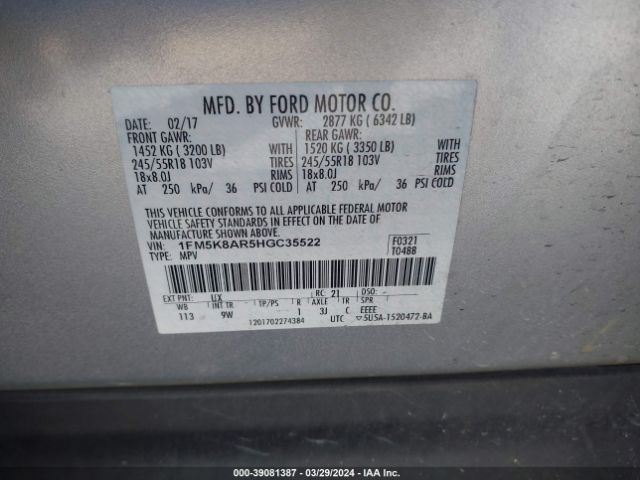 MFD. BY FORD MOTOR CO.
DATE: 02/17 GVWR: 2877 KG ( 6342 LB)
FRONT GAWR: REAR GAWR:
1452 KG ( 3200 LB) WITH 1520 KG ( 3350 LB) WITH
245/55R18 103V TIRES 245/55R18 103V TIRES
18x8.0J RIMS 18x8.0J RIMS
AT 250 kPa/ 36 PSI COLD AT 250 kPa/ 36 PSI COLD
THIS VEHICLE CONFORMS TO ALL APPLICABLE FEDERAL MOTOR
VEHICLE SAFETY STANDARDS IN EFFECT ON THE DATE OF
MANUFACTURE SHOWN ABOVE.
VIN: 1FM5K8AR5HGC35522 F0321
TYPE: MPV T04BB
EXT PNT: UX RC: 21 DSO: -
WB INT TR TP/PS R AXLE TR SPR
113 9W 1 3J C EEEE
1201702274384 UTC ▽5USA-1520472-BA
000-39081387 - 03/29/2024 - IAA Inc.